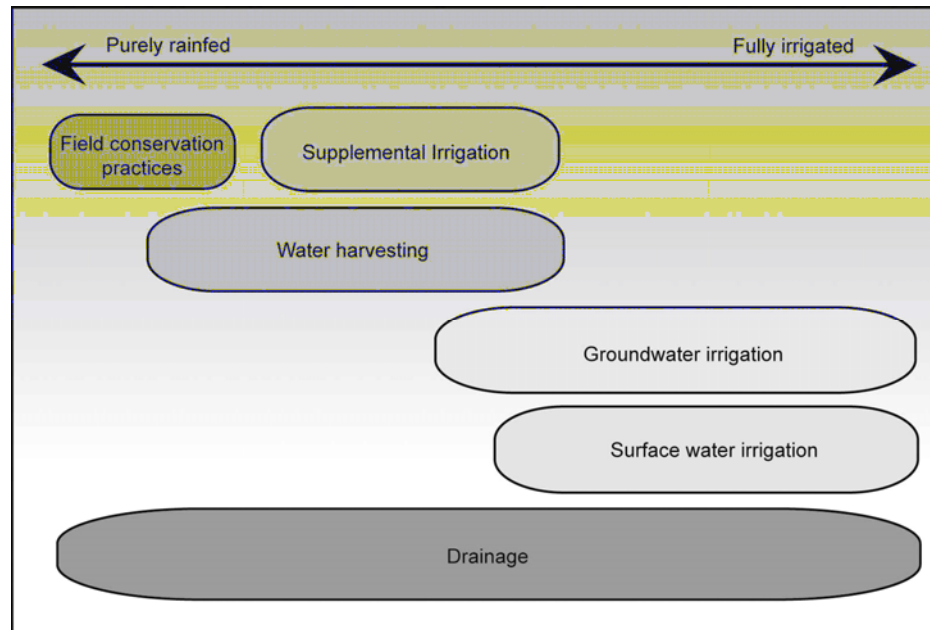 Purely rainfed
Fully irrigated
Field conservation
practices
Supplemental Irrigation
Water harvesting
Groundwater irrigation
Surface water irrigation
Drainage